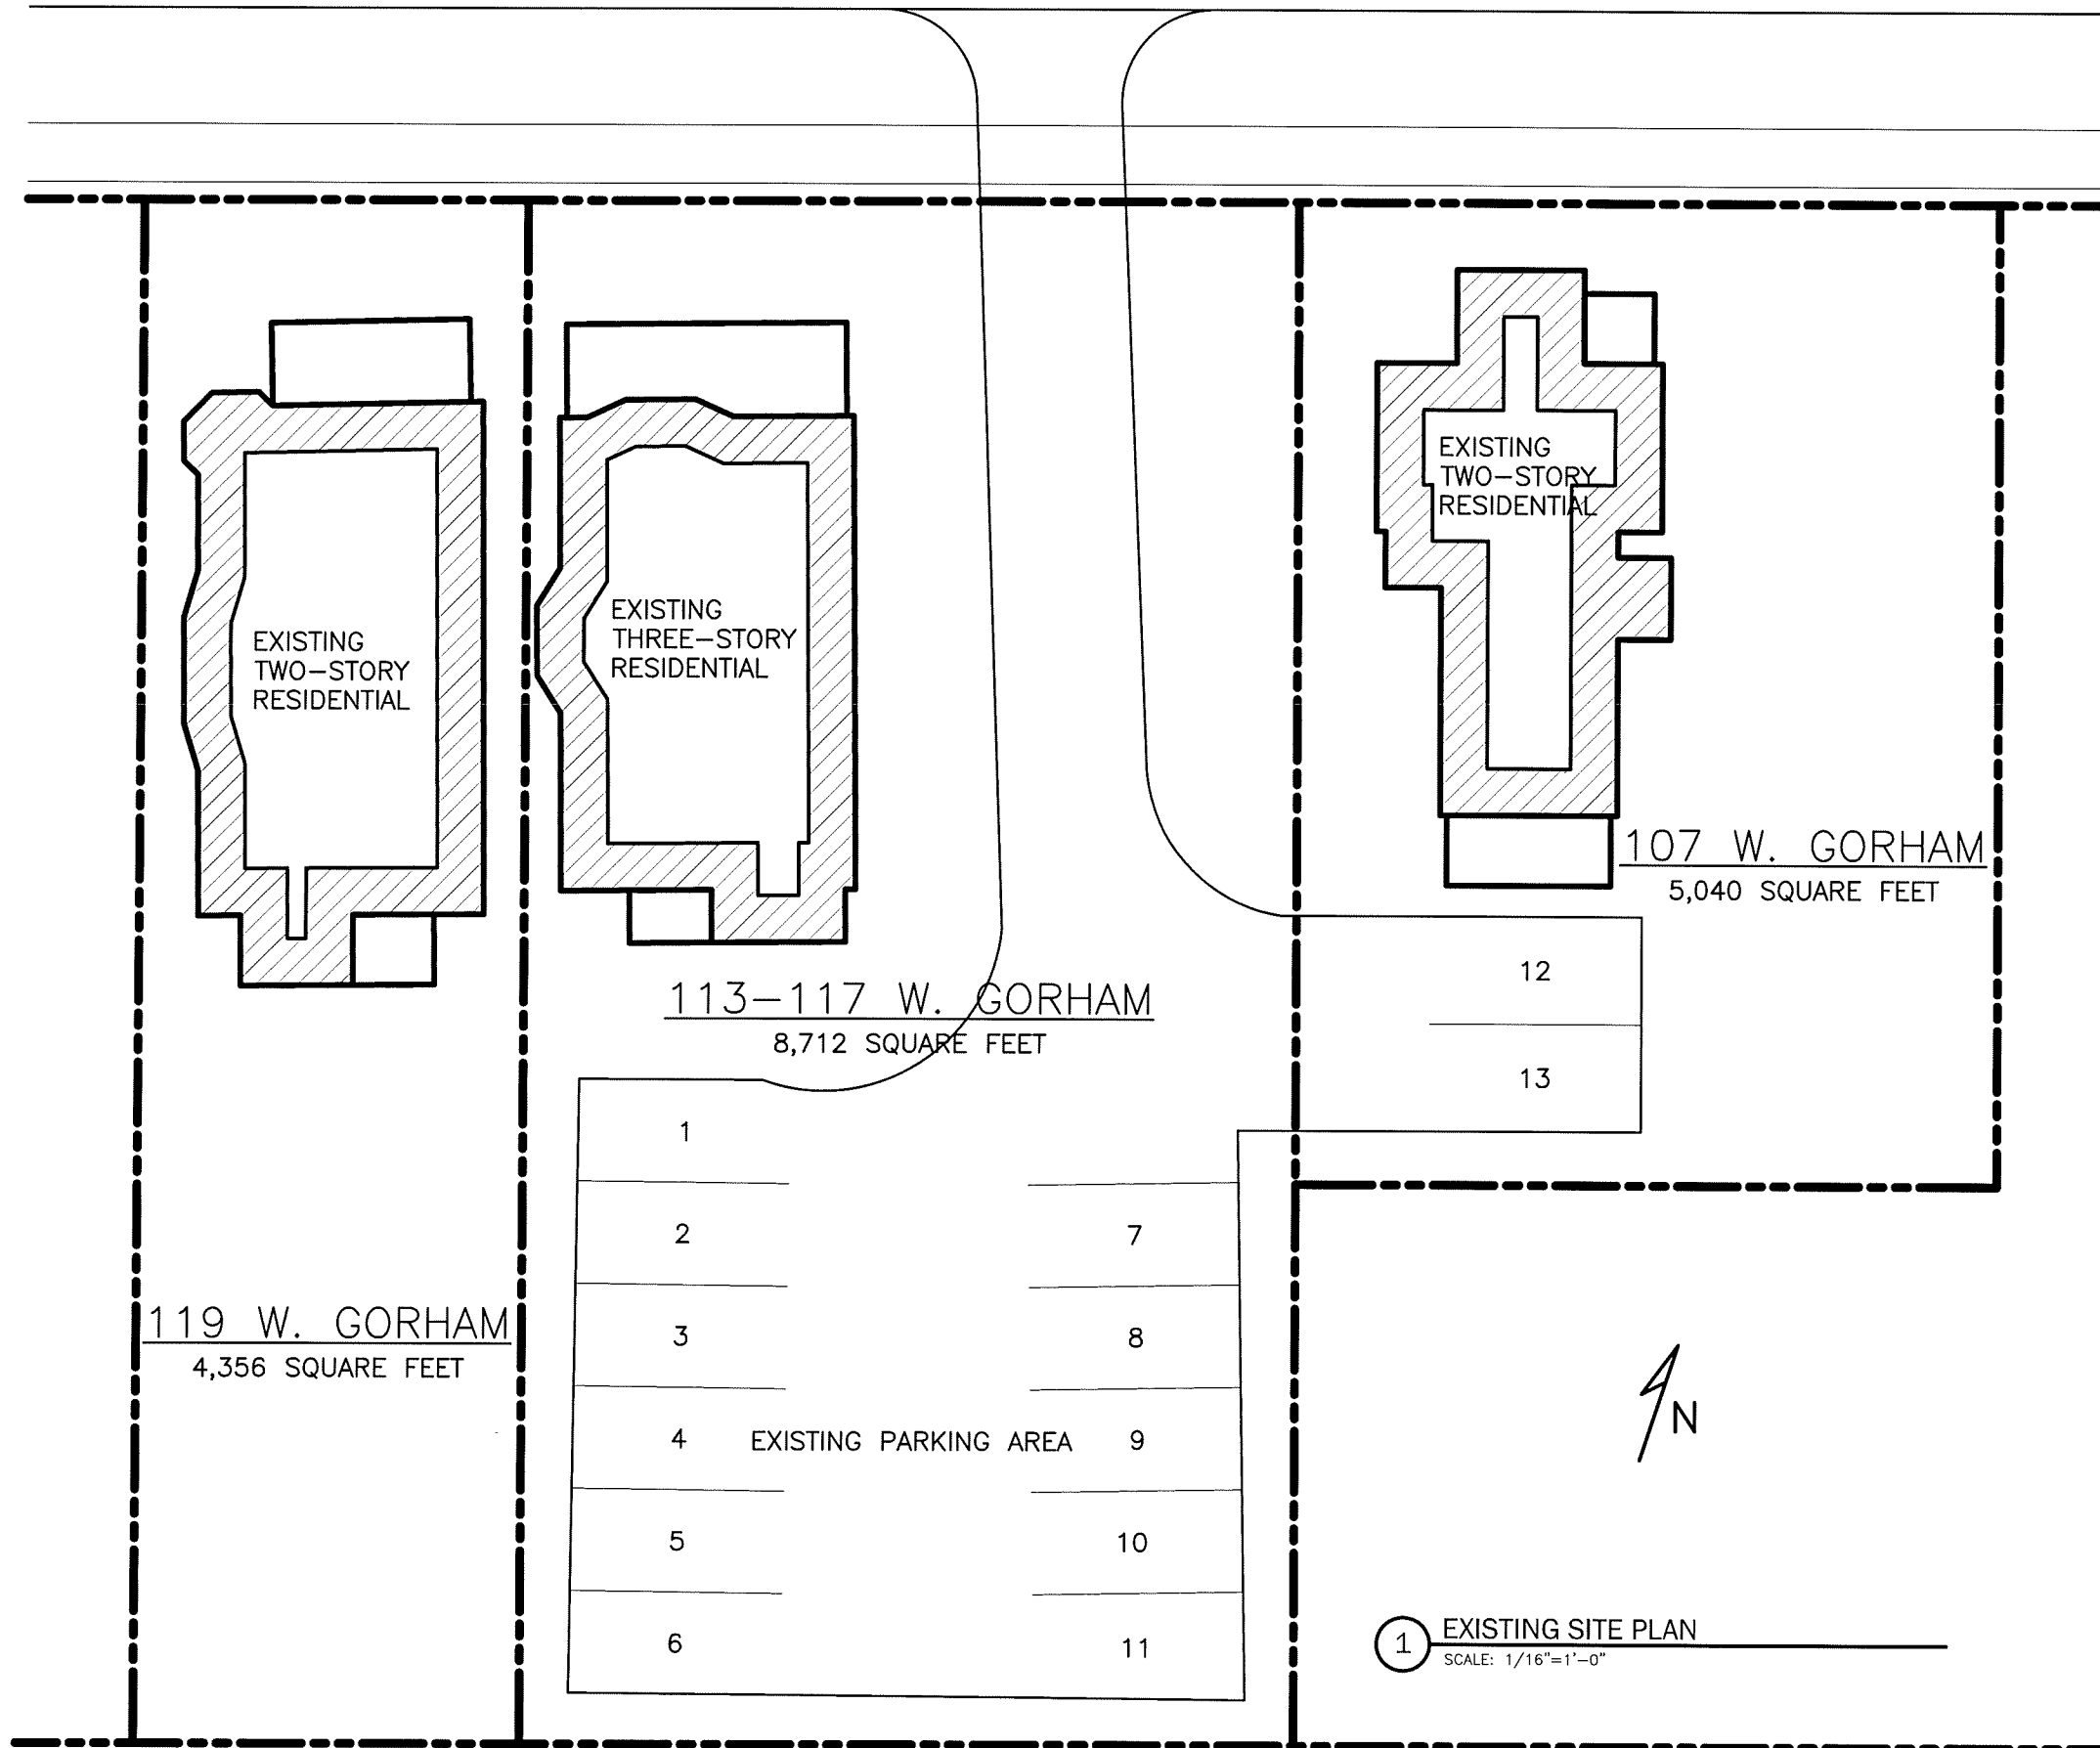 EXISTING
TWO-STORY
RESIDENTIAL
EXISTING
THREE-STORY
RESIDENTIAL
EXISTING
TWO-STORY
RESIDENTIAL
107 W. GORHAM
5,040 SQUARE FEET
113-117 W. GORHAM
8,712 SQUARE FEET
12
13
1
2
3
4
5
6
7
8
9
10
11
EXISTING PARKING AREA
119 W. GORHAM
4,356 SQUARE FEET
N
1
EXISTING SITE PLAN
SCALE: 1/16"=1'-0"